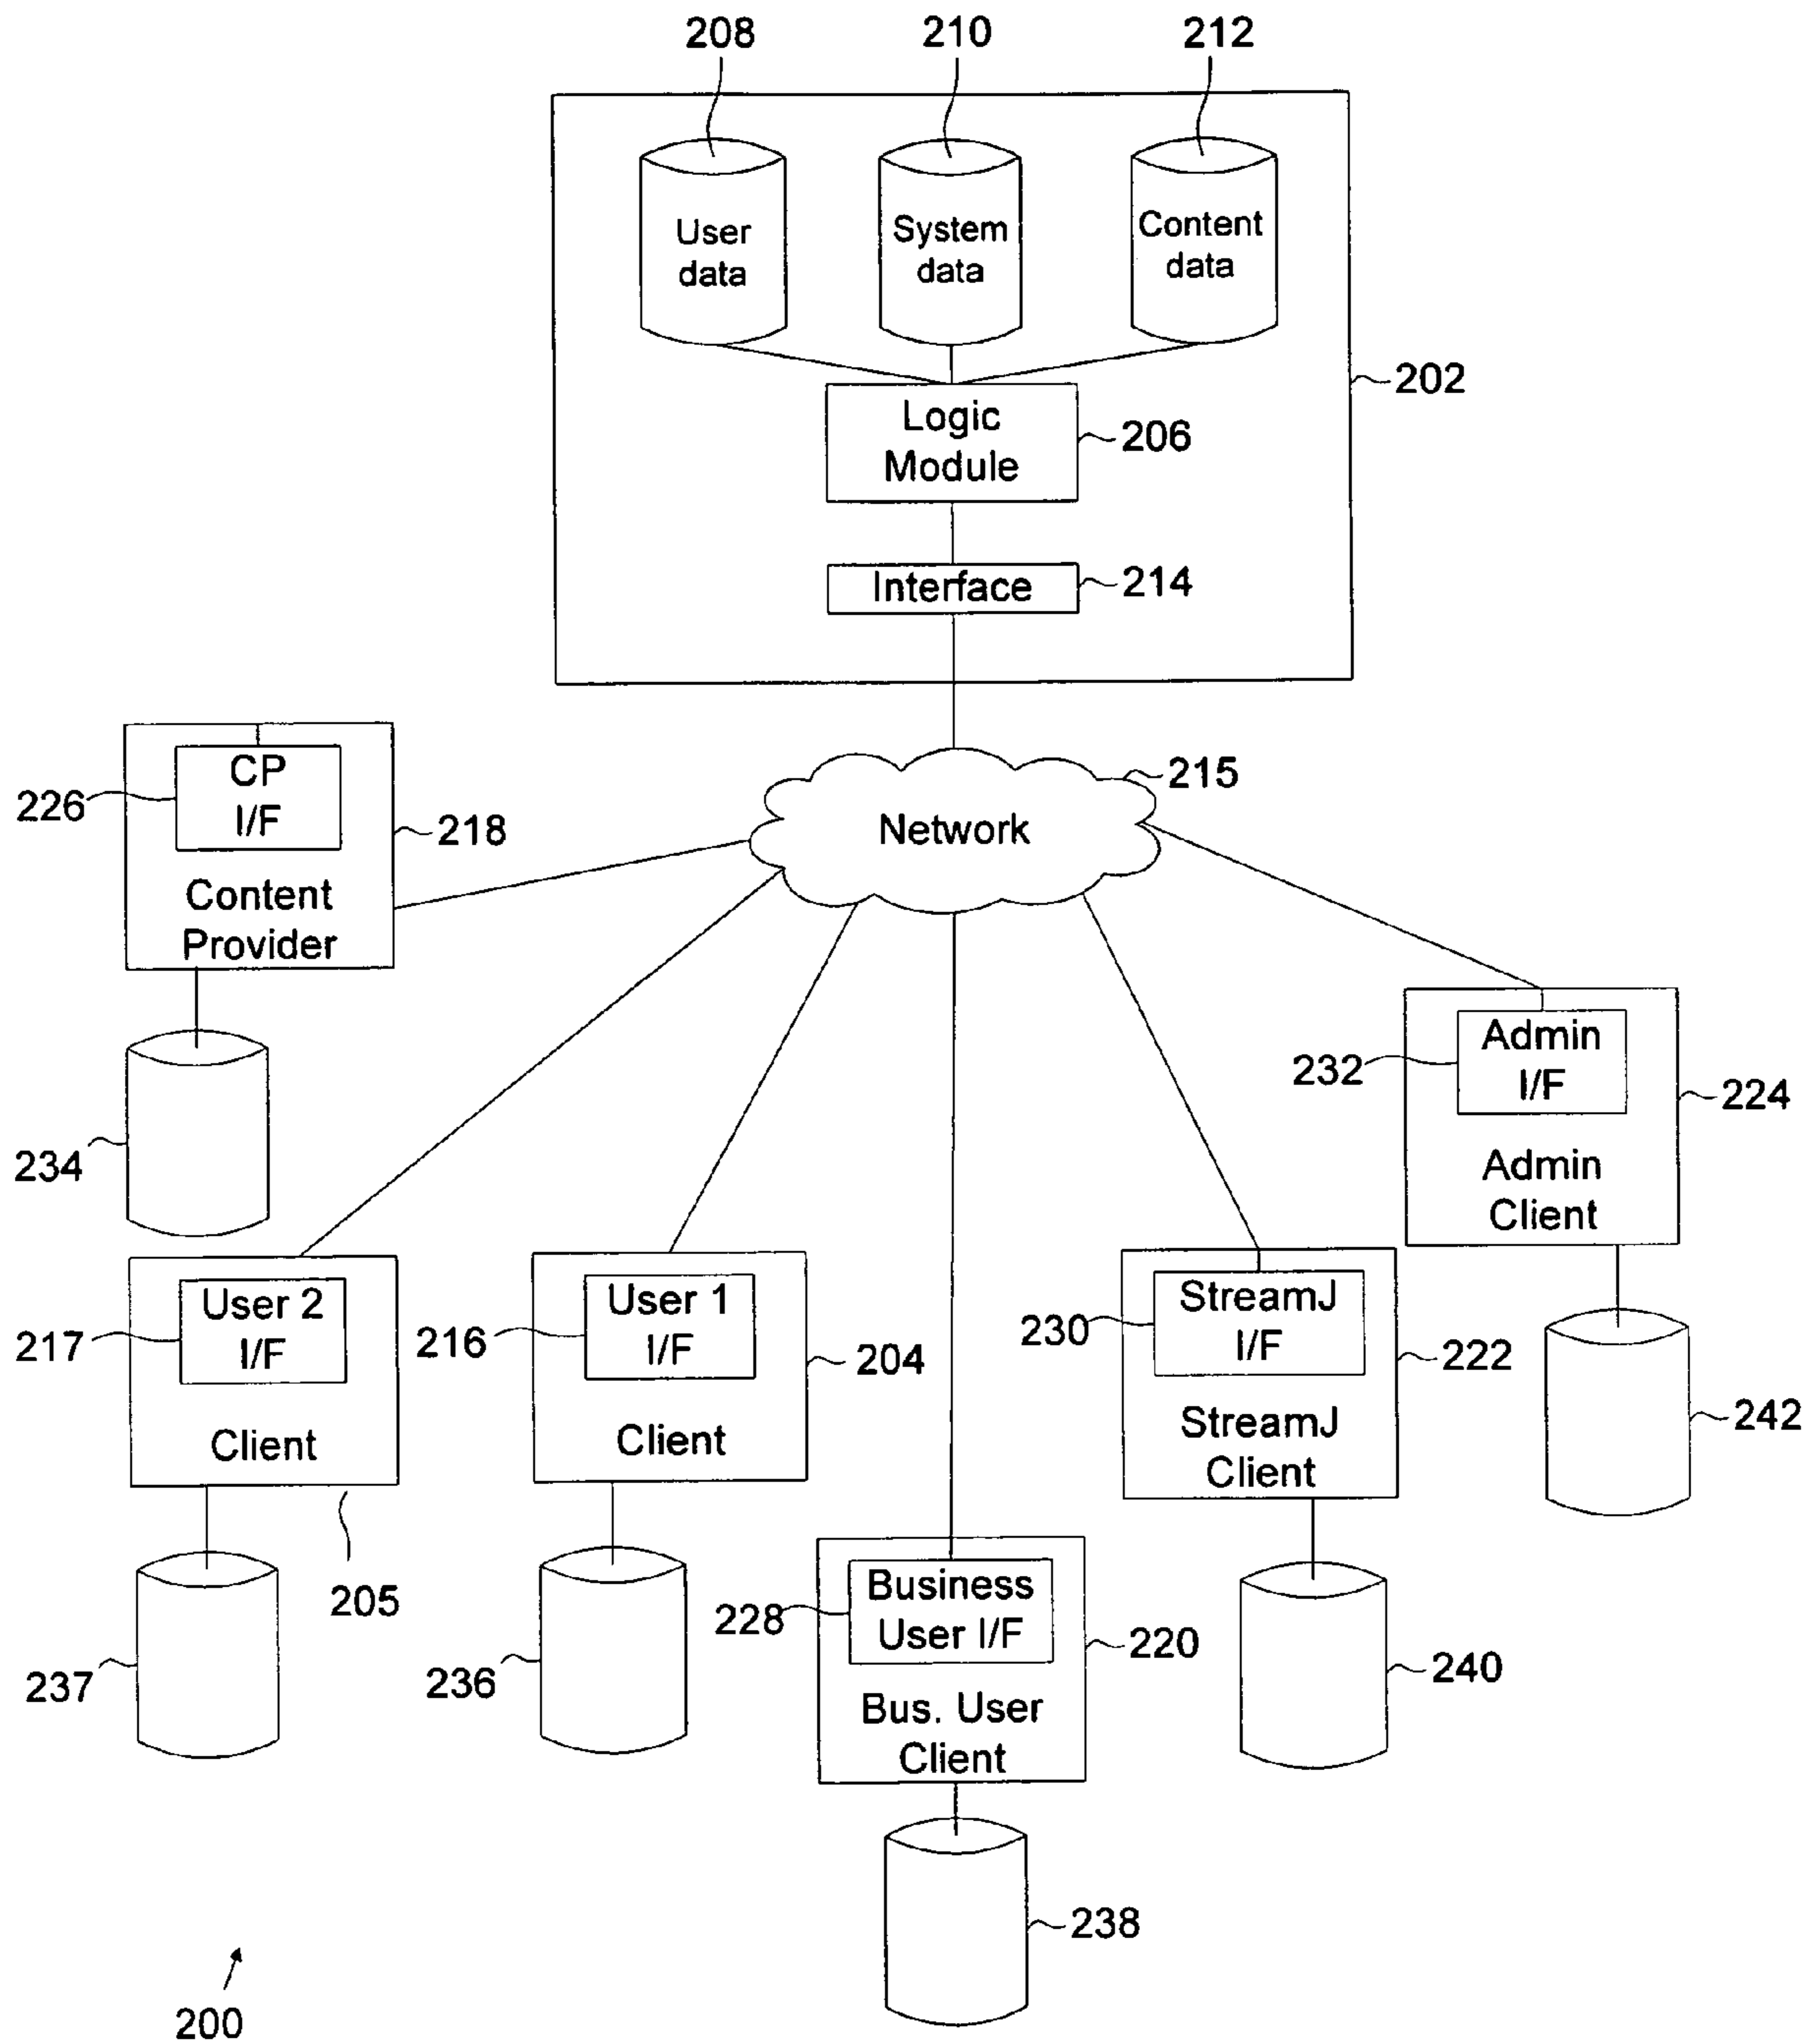 208
210
212
User
data
System
data
Content
data
202
Logic
Module
206
Interface
214
215
Network
CP
I/F
226
218
Content
Provider
234
Admin
I/F
232
224
Admin
Client
242
User 2
I/F
217
Client
205
237
User 1
I/F
216
204
Client
236
StreamJ
I/F
230
222
StreamJ
Client
240
Business
User I/F
228
220
Bus. User
Client
238
200